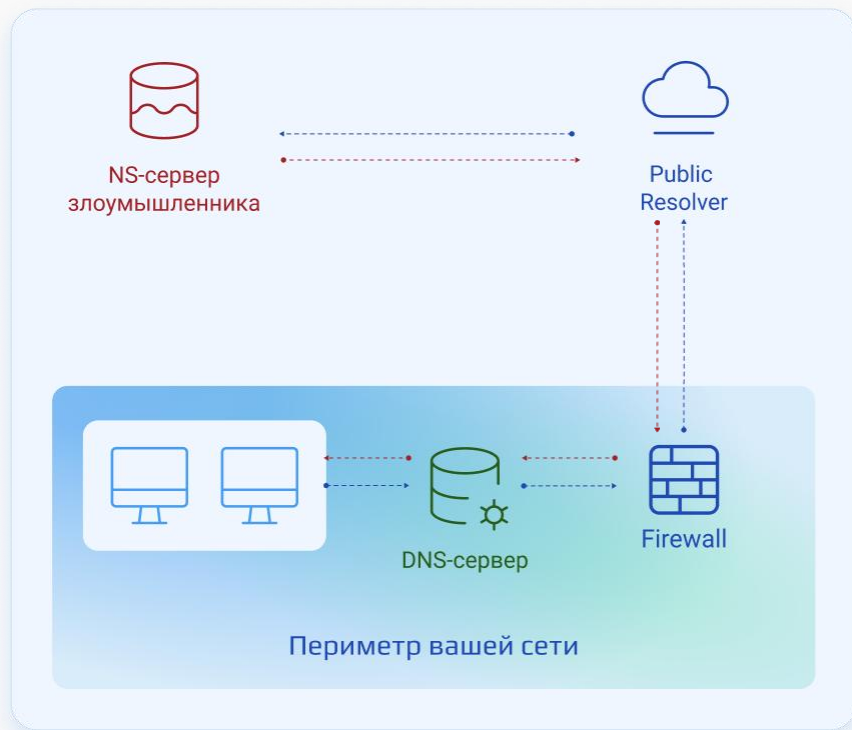 NS-сервер
злоумышленника
Public
Resolver
DNS-сервер
Firewall
Периметр вашей сети